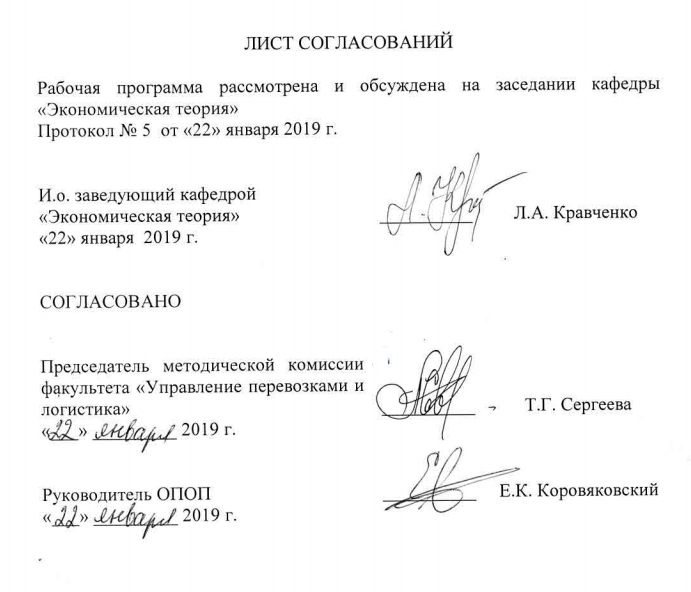 ЛИСТ СОГЛАСОВАНИЙ
Рабочая программа рассмотрена и обсуждена на заседании кафедры
«Экономическая теория»
Протокол № 5 от «22» января 2019 г.
И.о. заведующий кафедрой
«Экономическая теория»
«22» января 2019 г.
Л.А. Кравченко
СОГЛАСОВАНО
Председатель методической комиссии
факультета «Управление перевозками и
логистика»
«22» января 2019 г.
Т.Г. Сергеева
Руководитель ОПОП
«22» января 2019 г.
Е.К. Коровяковский